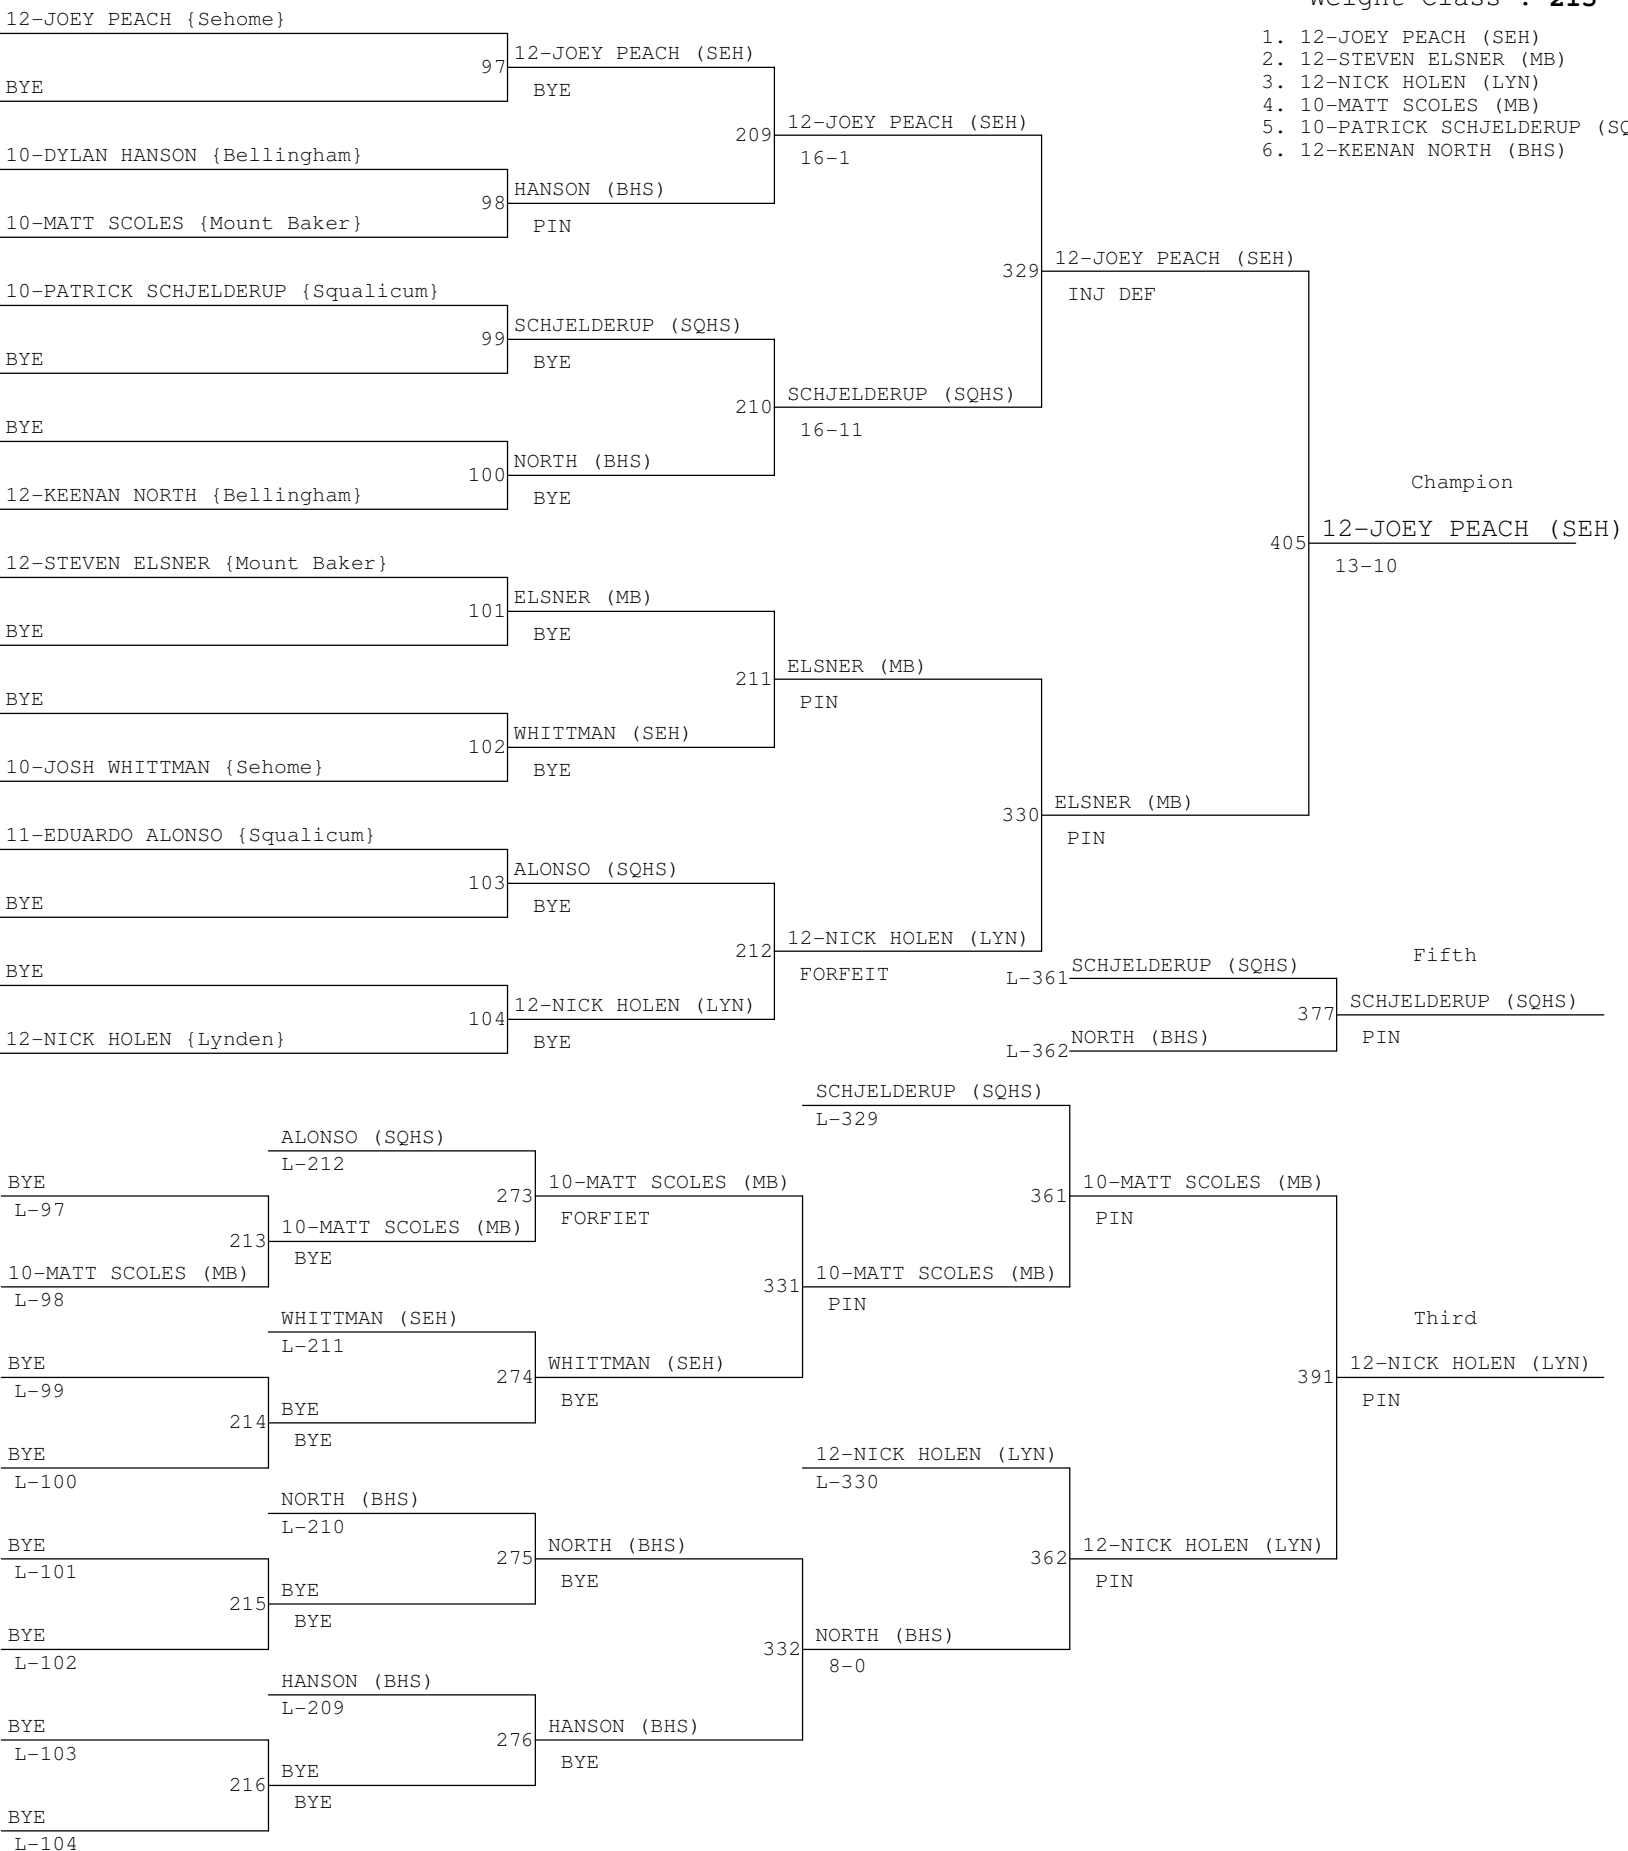 Weight Class : 215
1. 12-JOEY PEACH (SEH)
2. 12-STEVEN ELSNER (MB)
3. 12-NICK HOLEN (LYN)
4. 10-MATT SCOLES (MB)
5. 10-PATRICK SCHJELDERUP
6. 12-KEENAN NORTH (BHS)
12-JOEY PEACH {Sehome}
BYE
10-DYLAN HANSON {Bellingham}
10-MATT SCOLES {Mount Baker}
10-PATRICK SCHJELDERUP {Squalicum}
BYE
BYE
12-KEENAN NORTH {Bellingham}
12-STEVEN ELSNER {Mount Baker}
BYE
BYE
10-JOSH WHITTMAN {Sehome}
11-EDUARDO ALONSO {Squalicum}
BYE
BYE
12-NICK HOLEN {Lynden}
97
12-JOEY PEACH (SEH)
BYE
98
HANSON (BHS)
PIN
99
SCHJELDERUP (SQHS)
BYE
100
NORTH (BHS)
BYE
101
ELSNER (MB)
BYE
102
WHITTMAN (SEH)
BYE
103
ALONSO (SQHS)
BYE
104
12-NICK HOLEN (LYN)
BYE
209
12-JOEY PEACH (SEH)
16-1
210
SCHJELDERUP (SQHS)
16-11
211
ELSNER (MB)
PIN
212
12-NICK HOLEN (LYN)
FORFEIT
329
12-JOEY PEACH (SEH)
INJ DEF
330
ELSNER (MB)
PIN
Champion
405
12-JOEY PEACH (SEH)
13-10
Fifth
L-361
SCHJELDERUP (SQHS)
L-362
NORTH (BHS)
377
SCHJELDERUP (SQHS)
PIN
BYE
L-97
10-MATT SCOLES (MB)
L-98
BYE
L-99
BYE
L-100
BYE
L-101
BYE
L-102
BYE
L-103
BYE
L-104
ALONSO (SQHS)
L-212
213
10-MATT SCOLES (MB)
BYE
WHITTMAN (SEH)
L-211
214
BYE
BYE
NORTH (BHS)
L-210
215
BYE
BYE
HANSON (BHS)
L-209
216
BYE
BYE
273
10-MATT SCOLES (MB)
FORFIET
274
WHITTMAN (SEH)
BYE
275
NORTH (BHS)
BYE
276
HANSON (BHS)
BYE
SCHJELDERUP (SQHS)
L-329
331
10-MATT SCOLES (MB)
PIN
12-NICK HOLEN (LYN)
L-330
332
NORTH (BHS)
8-0
361
10-MATT SCOLES (MB)
PIN
362
12-NICK HOLEN (LYN)
PIN
Third
391
12-NICK HOLEN (LYN)
PIN